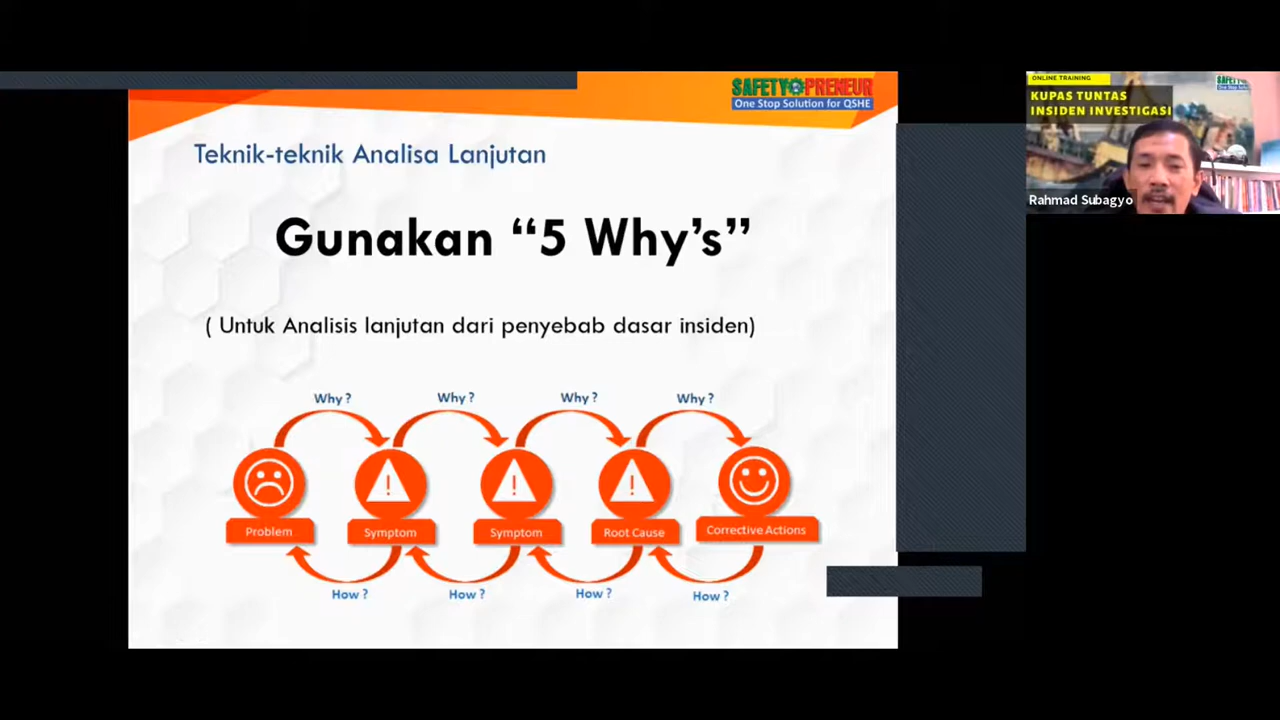 SAFETY PRENEUR
One Stop Solution for QSHE
Teknik-teknik Analisa Lanjutan
Gunakan “5 Why’s”
( Untuk Analisis lanjutan dari penyebab dasar insiden)
Why ?
Why ?
Why ?
Why ?
Problem
Symptom
Symptom
Root Cause
Corrective Actions
How ?
How ?
How ?
How ?
ONLINE TRAINING
KUPAS TUNTAS
INSIDEN INVESTIGASI
Rahmad Subagyo